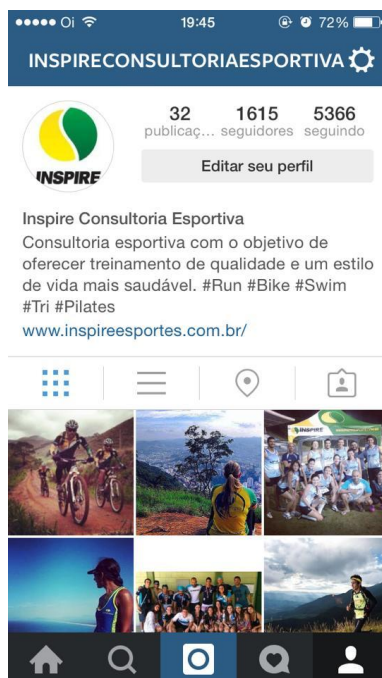 Oi 19:45 72%
INSPIRECONSULTORIAESPORTIVA
32 1615 5366
publicaç... seguidores seguindo
Editar seu perfil
INSPIRE
Inspire Consultoria Esportiva
Consultoria esportiva com o objetivo de
oferecer treinamento de qualidade e um estilo
de vida mais saudável. #Run #Bike #Swim
#Tri #Pilates
www.inspireesportes.com.br/
INSPIRE